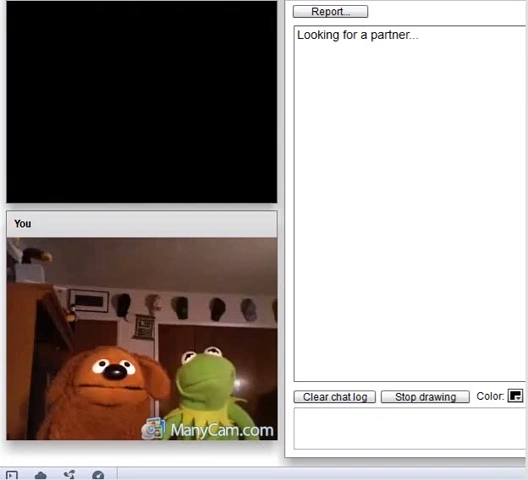 Report...
Looking for a partner...
You
ManyCam.com
Clear chat log
Stop drawing
Color: